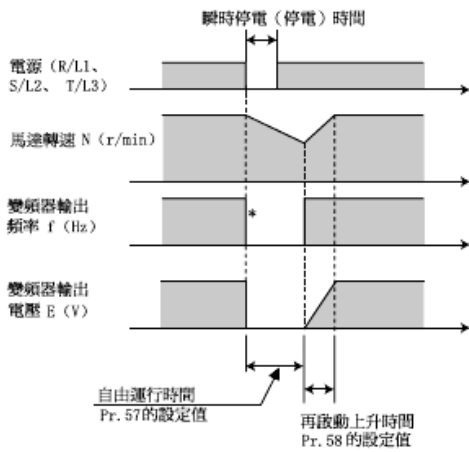 瞬時停電（停電）時間
電源（R/L1、
S/L2、 T/L3）
馬達轉速 N（r/min）
變頻器輸出
頻率 f（Hz）
*
變頻器輸出
電壓 E（V）
自由運行時間
Pr.57的設定值
再啟動上升時間
Pr.58的設定值